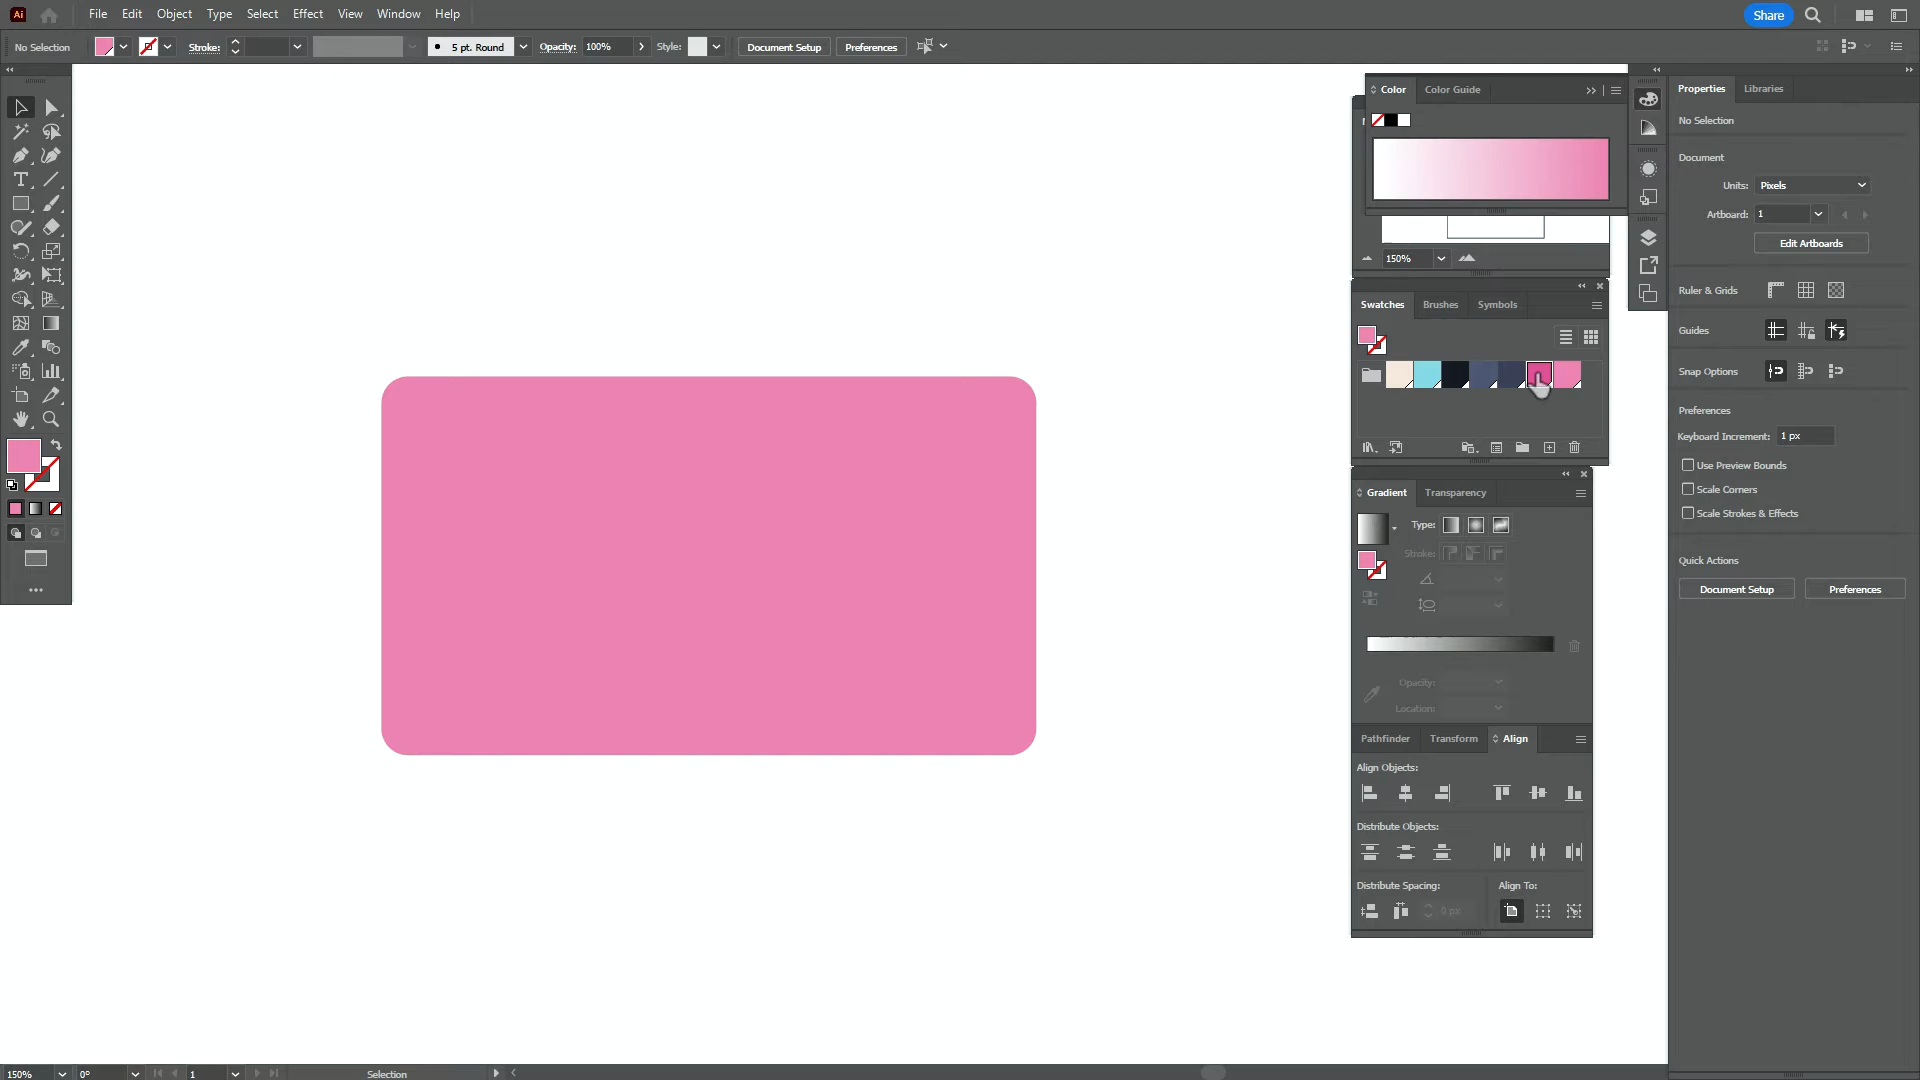 Ai File Edit Object Type Select Effect View Window Help Share
No Selection Stroke: 5 pt. Round Opacity: 100% Style: Document Setup Preferences
Color Color Guide
150%
Swatches Brushes Symbols
Gradient Transparency
Type:
Stroke:
Opacity:
Location:
Pathfinder Transform Align
Align Objects:
Distribute Objects:
Distribute Spacing: Align To:
0 px
Properties Libraries
No Selection
Document
Units: Pixels
Artboard: 1
Edit Artboards
Ruler & Grids
Guides
Snap Options
Preferences
Keyboard Increment: 1 px
Use Preview Bounds
Scale Corners
Scale Strokes & Effects
Quick Actions
Document Setup Preferences
150% 0° 1 Selection